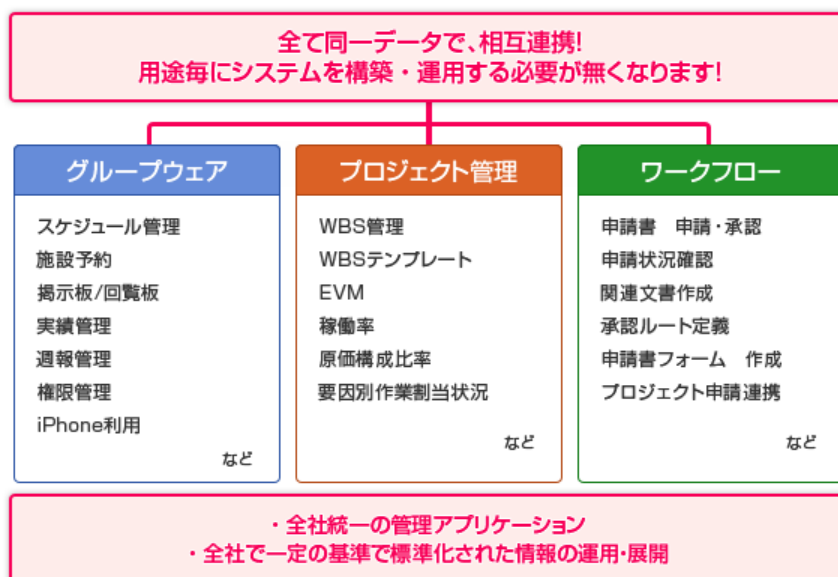 全て同一データで、相互連携!
用途毎にシステムを構築・運用する必要が無くなります!
グループウェア
スケジュール管理
施設予約
掲示板/回覧板
実績管理
週報管理
権限管理
iPhone利用
など
プロジェクト管理
WBS管理
WBSテンプレート
EVM
稼働率
原価構成比率
要因別作業割当状況
など
ワークフロー
申請書　申請・承認
申請状況確認
関連文書作成
承認ルート定義
申請書フォーム　作成
プロジェクト申請連携
など
・全社統一の管理アプリケーション
・全社で一定の基準で標準化された情報の運用・展開